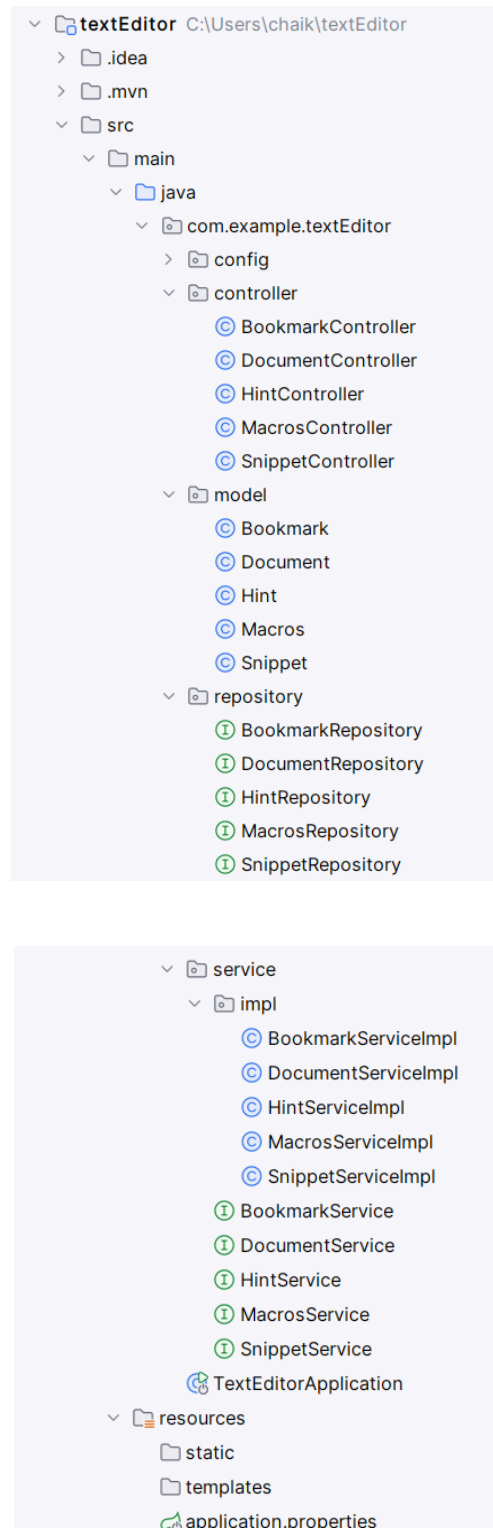 textEditor C:\Users\chaik\textEditor
.idea
.mvn
src
main
java
com.example.textEditor
config
controller
BookmarkController
DocumentController
HintController
MacrosController
SnippetController
model
Bookmark
Document
Hint
Macros
Snippet
repository
BookmarkRepository
DocumentRepository
HintRepository
MacrosRepository
SnippetRepository
service
impl
BookmarkServiceImpl
DocumentServiceImpl
HintServiceImpl
MacrosServiceImpl
SnippetServiceImpl
BookmarkService
DocumentService
HintService
MacrosService
SnippetService
TextEditorApplication
resources
static
templates
application.properties